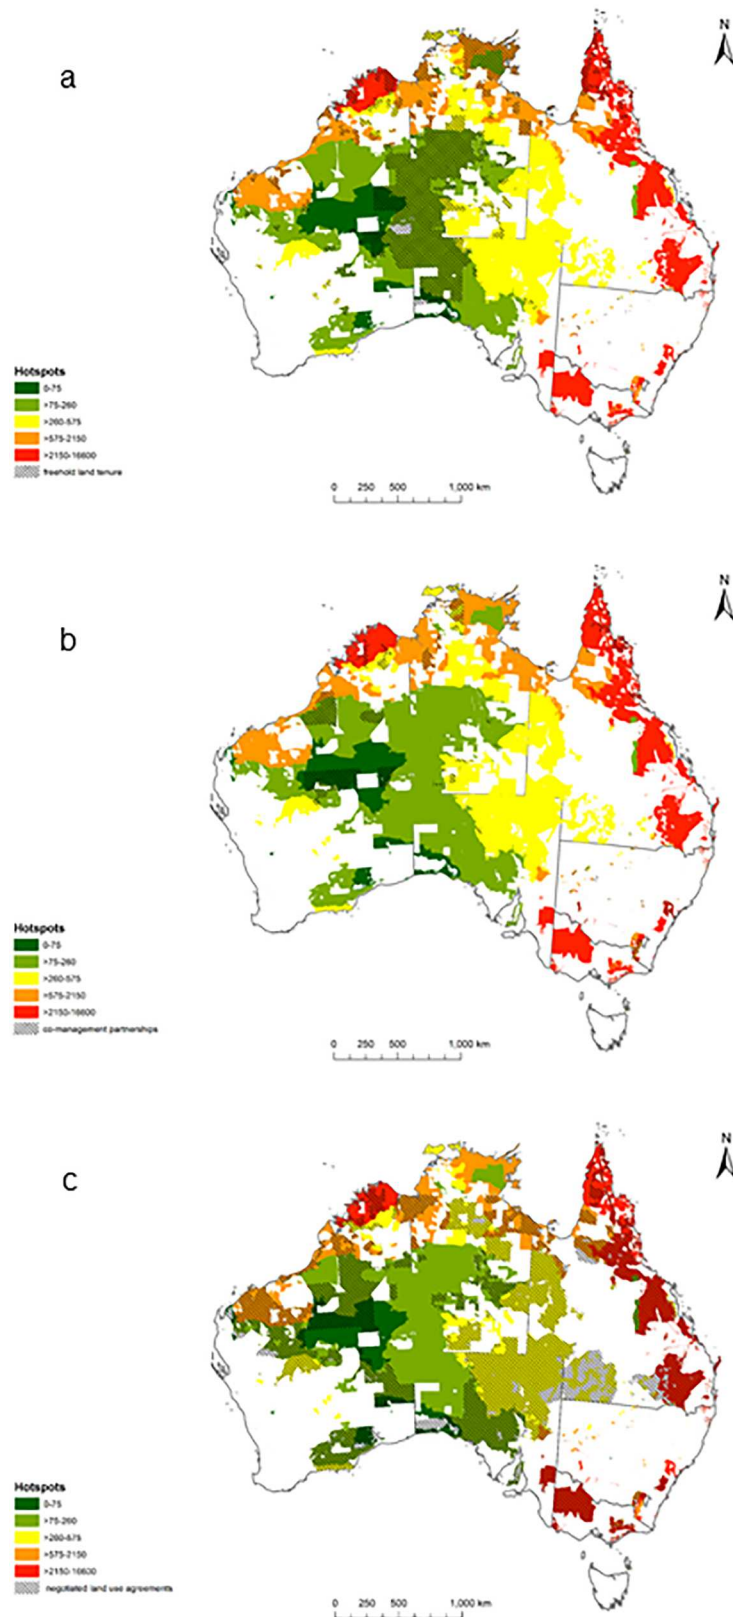 a
N
Hotspots
0-75
>75-260
>260-575
>575-2150
>2150-16600
freehold land tenure
0 250 500 1,000 km
b
N
Hotspots
0-75
>75-260
>260-575
>575-2150
>2150-16600
co-management partnerships
0 250 500 1,000 km
c
N
Hotspots
0-75
>75-260
>260-575
>575-2150
>2150-16600
negotiated land use agreements
0 250 500 1,000 km